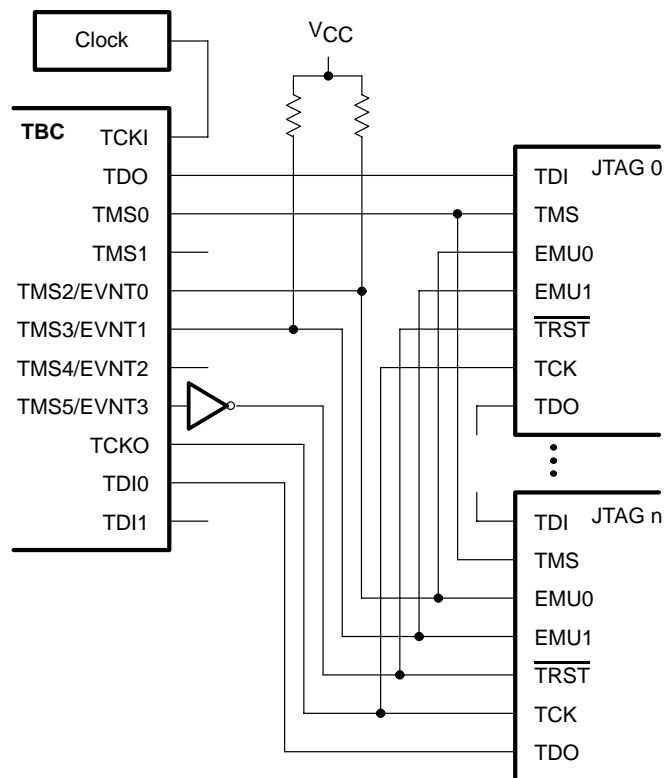 Clock
VCC
TBC
TCKI
TDO
TMS0
TMS1
TMS2/EVNT0
TMS3/EVNT1
TMS4/EVNT2
TMS5/EVNT3
TCKO
TDI0
TDI1
JTAG 0
TDI
TMS
EMU0
EMU1
TRST
TCK
TDO
JTAG n
TDI
TMS
EMU0
EMU1
TRST
TCK
TDO